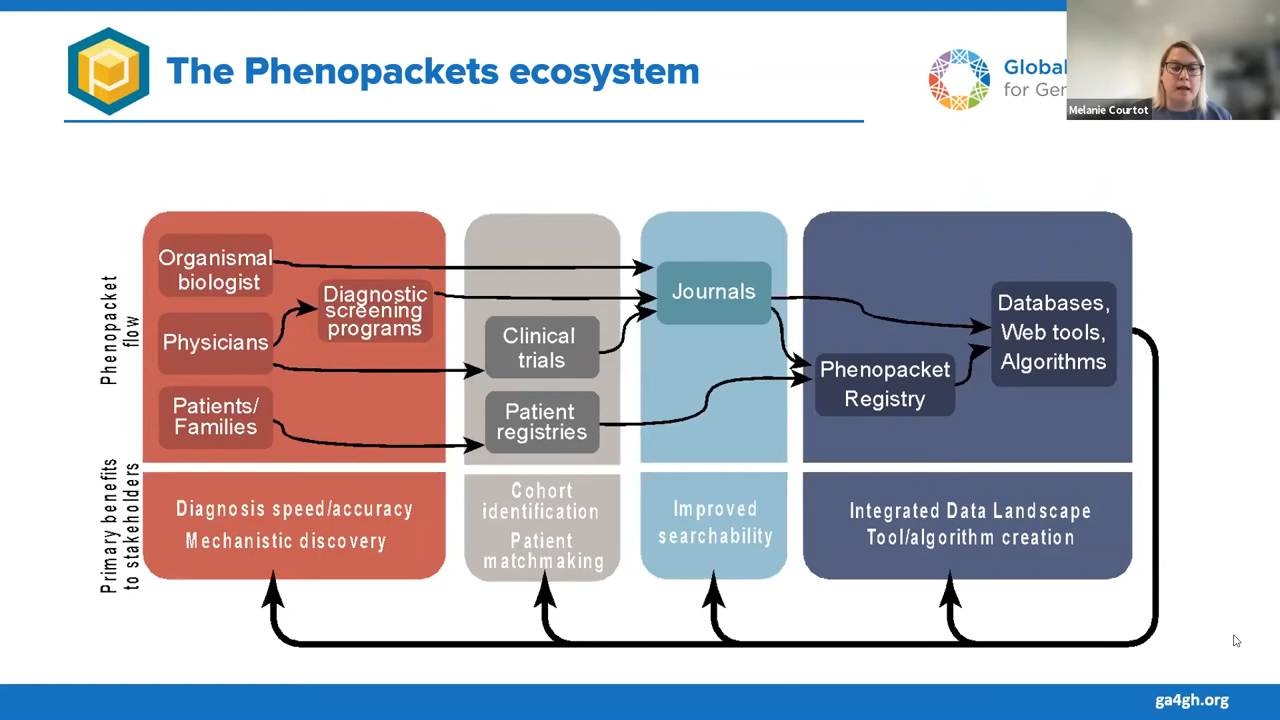 The Phenopackets ecosystem
Global
for Gen
Melanie Courtot
Phenopacket
flow
Organismal
biologist
Physicians
Patients/
Families
Diagnostic
screening
programs
Clinical
trials
Patient
registries
Journals
Phenopacket
Registry
Databases,
Web tools,
Algorithms
Primary benefits
to stakeholders
Diagnosis speed/accuracy
Mechanistic discovery
Cohort
identification
Patient
matchmaking
Improved
searchability
Integrated Data Landscape
Tool/algorithm creation
ga4gh.org